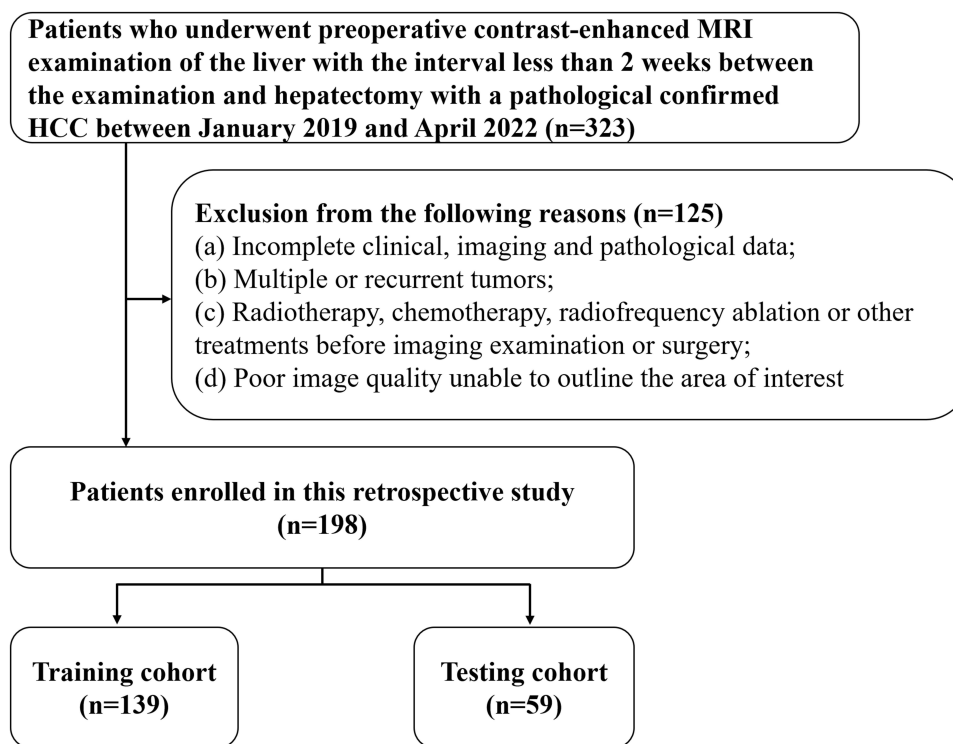 Patients who underwent preoperative contrast-enhanced MRI
examination of the liver with the interval less than 2 weeks between
the examination and hepatectomy with a pathological confirmed
HCC between January 2019 and April 2022 (n=323)
Exclusion from the following reasons (n=125)
(a) Incomplete clinical, imaging and pathological data;
(b) Multiple or recurrent tumors;
(c) Radiotherapy, chemotherapy, radiofrequency ablation or other
treatments before imaging examination or surgery;
(d) Poor image quality unable to outline the area of interest
Patients enrolled in this retrospective study
(n=198)
Training cohort
(n=139)
Testing cohort
(n=59)